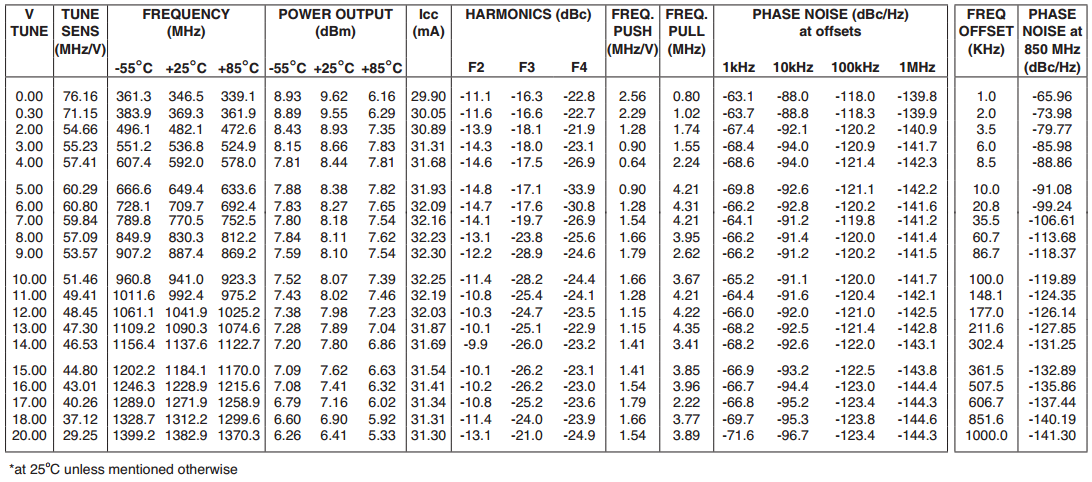 V TUNE TUNE SENS (MHz/V) FREQUENCY (MHz) POWER OUTPUT (dBm) Icc (mA) HARMONICS (dBc) FREQ. PUSH (MHz/V) FREQ. PULL (MHz) PHASE NOISE (dBc/Hz) at offsets FREQ OFFSET (KHz) PHASE NOISE at 850 MHz (dBc/Hz)
-55°C +25°C +85°C -55°C +25°C +85°C F2 F3 F4 1kHz 10kHz 100kHz 1MHz
0.00 76.16 361.3 346.5 339.1 8.93 9.62 6.16 29.90 -11.1 -16.3 -22.8 2.56 0.80 -63.1 -88.0 -118.0 -139.8 1.0 -65.96
0.30 71.15 383.9 369.3 361.9 8.89 9.55 6.29 30.05 -11.6 -16.6 -22.7 2.29 1.02 -63.7 -88.8 -118.3 -139.9 2.0 -73.98
2.00 54.66 496.1 482.1 472.6 8.43 8.93 7.35 30.89 -13.9 -18.1 -21.9 1.28 1.74 -67.4 -92.1 -120.2 -140.9 3.5 -79.77
3.00 55.23 551.2 536.8 524.9 8.15 8.66 7.83 31.31 -14.3 -18.0 -23.1 0.90 1.55 -68.4 -94.0 -120.9 -141.7 6.0 -85.98
4.00 57.41 607.4 592.0 578.0 7.81 8.44 7.81 31.68 -14.6 -17.5 -26.9 0.64 2.24 -68.6 -94.0 -121.4 -142.3 8.5 -88.86
5.00 60.29 666.6 649.4 633.6 7.88 8.38 7.82 31.93 -14.8 -17.1 -33.9 0.90 4.21 -69.8 -92.6 -121.1 -142.2 10.0 -91.08
6.00 60.80 728.1 709.7 692.4 7.83 8.27 7.65 32.09 -14.7 -17.6 -30.8 1.28 4.31 -66.2 -92.8 -120.2 -141.6 20.8 -99.24
7.00 59.84 789.8 770.5 752.5 7.80 8.18 7.54 32.16 -14.1 -19.7 -26.9 1.54 4.21 -64.1 -91.2 -119.8 -141.2 35.5 -106.61
8.00 57.09 849.9 830.3 812.2 7.84 8.11 7.62 32.23 -13.1 -23.8 -25.6 1.66 3.95 -66.2 -91.4 -120.0 -141.4 60.7 -113.68
9.00 53.57 907.2 887.4 869.2 7.59 8.10 7.54 32.30 -12.2 -28.9 -24.6 1.79 2.62 -66.2 -91.2 -120.2 -141.5 86.7 -118.37
10.00 51.46 960.8 941.0 923.3 7.52 8.07 7.39 32.25 -11.4 -28.2 -24.4 1.66 3.67 -65.2 -91.1 -120.0 -141.7 100.0 -119.89
11.00 49.41 1011.6 992.4 975.2 7.43 8.02 7.46 32.19 -10.8 -25.4 -24.1 1.28 4.21 -64.4 -91.6 -120.4 -142.1 148.1 -124.35
12.00 48.45 1061.1 1041.9 1025.2 7.38 7.98 7.23 32.03 -10.3 -24.7 -23.5 1.15 4.22 -66.0 -92.0 -121.0 -142.5 177.0 -126.14
13.00 47.30 1109.2 1090.3 1074.6 7.28 7.89 7.04 31.87 -10.1 -25.1 -22.9 1.15 4.35 -68.2 -92.5 -121.4 -142.8 211.6 -127.85
14.00 46.53 1156.4 1137.6 1122.7 7.20 7.80 6.86 31.69 -9.9 -26.0 -23.2 1.41 3.41 -68.2 -92.6 -122.0 -143.1 302.4 -131.25
15.00 44.80 1202.2 1184.1 1170.0 7.09 7.62 6.63 31.54 -10.1 -26.2 -23.1 1.41 3.85 -66.9 -93.2 -122.5 -143.8 361.5 -132.89
16.00 43.01 1246.3 1228.9 1215.6 7.08 7.41 6.32 31.41 -10.2 -26.2 -23.0 1.54 3.96 -66.7 -94.4 -123.0 -144.4 507.5 -135.86
17.00 40.26 1289.0 1271.9 1258.9 6.79 7.16 6.02 31.34 -10.8 -25.2 -23.6 1.79 2.22 -66.8 -95.2 -123.4 -144.3 606.7 -137.44
18.00 37.12 1328.7 1312.2 1299.6 6.60 6.90 5.92 31.31 -11.4 -24.0 -23.9 1.66 3.77 -69.7 -95.3 -123.8 -144.6 851.6 -140.19
20.00 29.25 1399.2 1382.9 1370.3 6.26 6.41 5.33 31.30 -13.1 -21.0 -24.9 1.54 3.89 -71.6 -96.7 -123.4 -144.3 1000.0 -141.30
*at 25°C unless mentioned otherwise